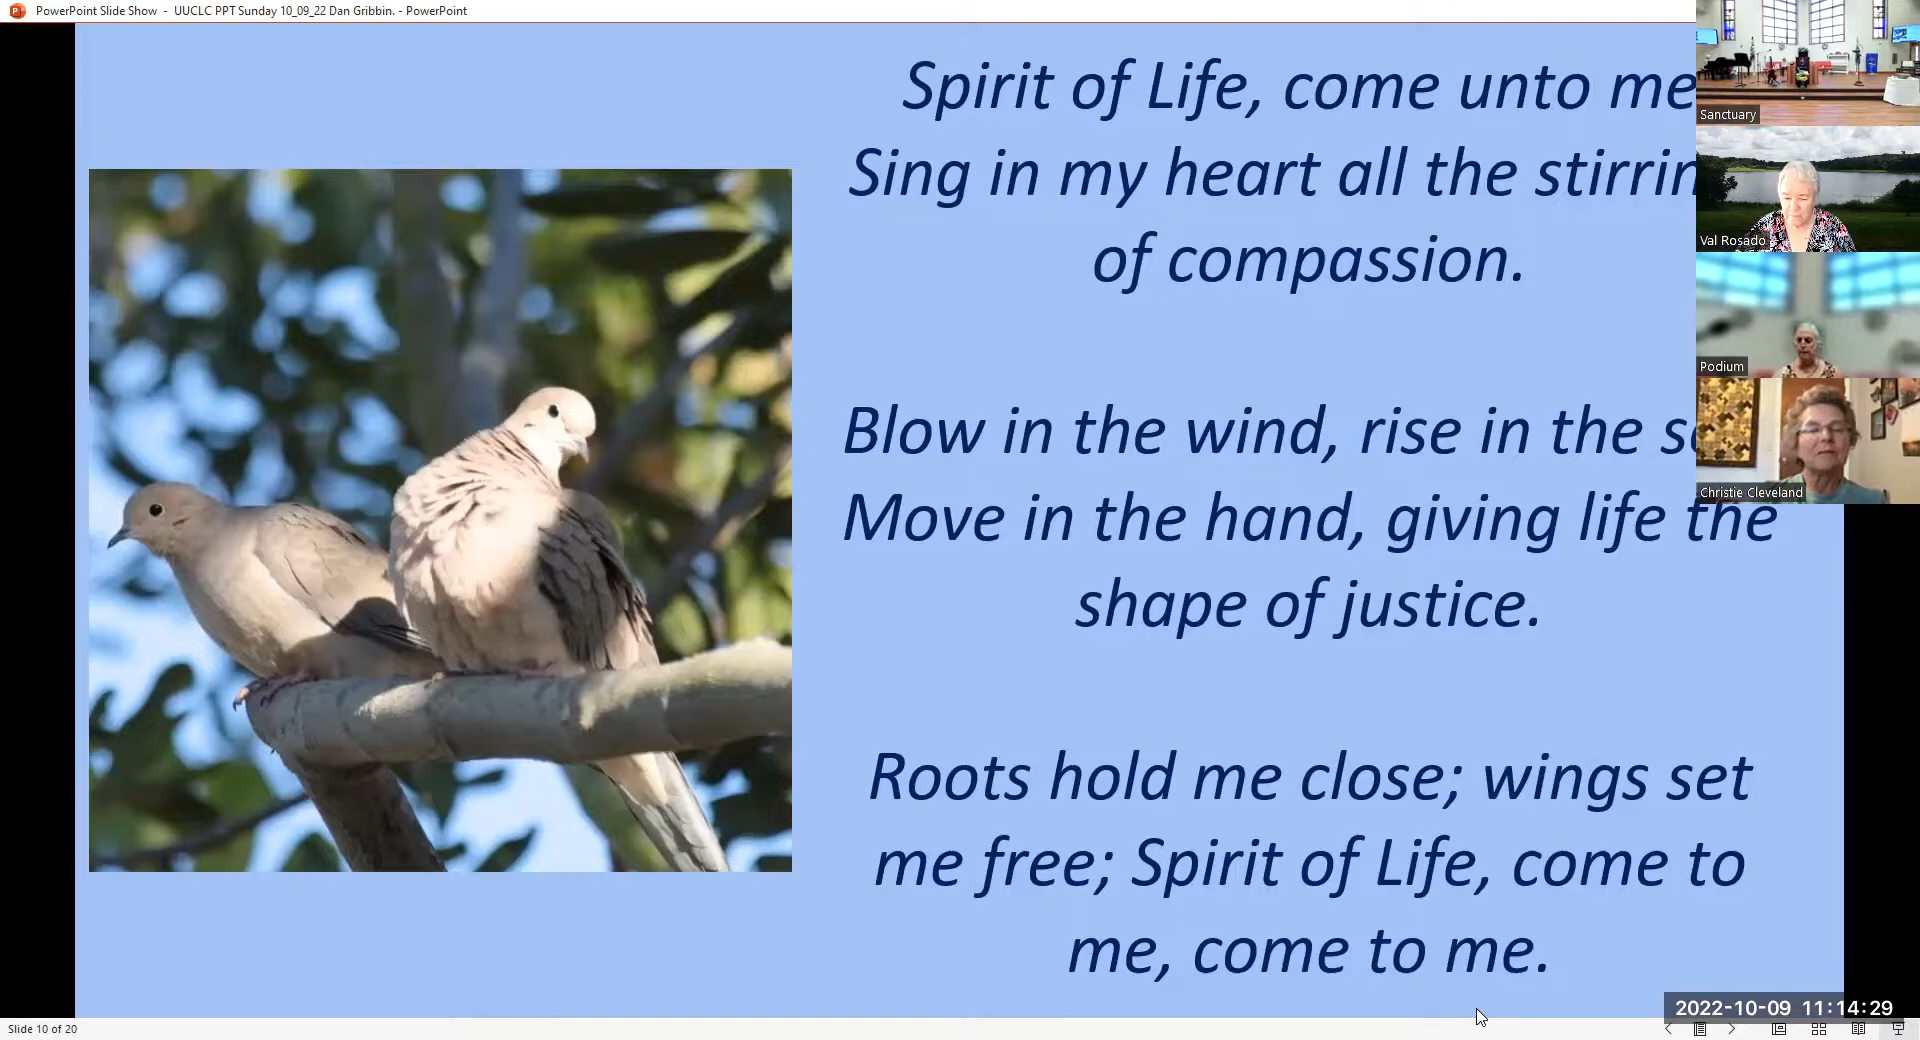 PowerPoint Slide Show - UUCLC PPT Sunday 10_09_22 Dan Gribbin. - PowerPoint
Spirit of Life, come unto me
Sing in my heart all the stirrin
of compassion.
Blow in the wind, rise in the s
Move in the hand, giving life the
shape of justice.
Roots hold me close; wings set
me free; Spirit of Life, come to
me, come to me.
Sanctuary
Val Rosado
Podium
Christie Cleveland
2022-10-09 11:14:29
Slide 10 of 20